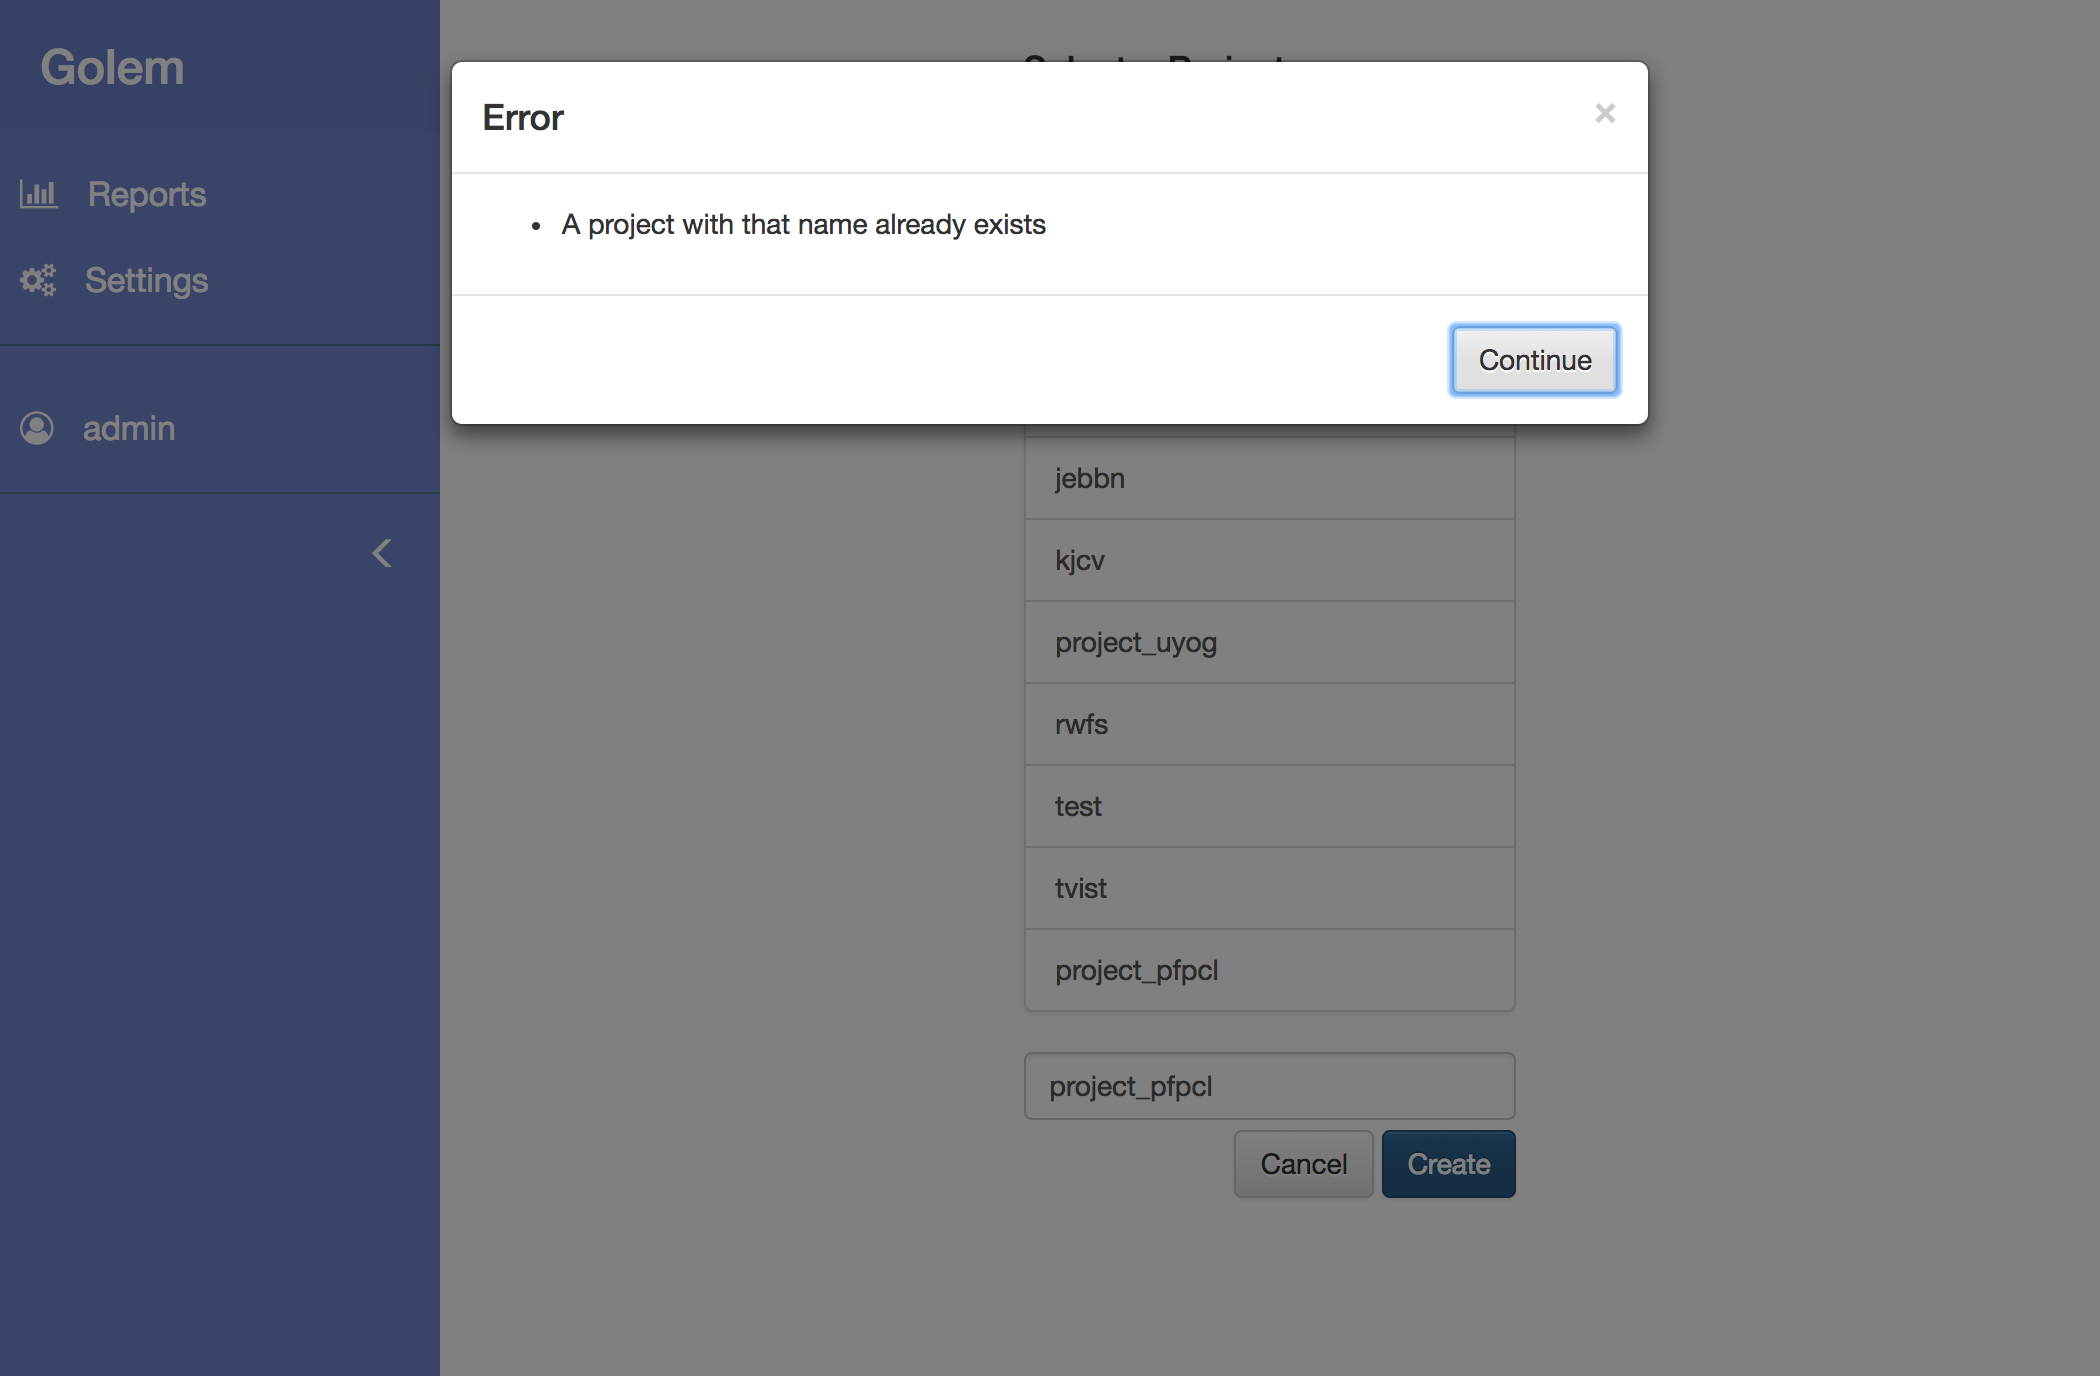 Golem
Reports
Settings
admin
Error
×
• A project with that name already exists
Continue
jebbn
kjcv
project_uyog
rwfs
test
tvist
project_pfpcl
project_pfpcl
Cancel
Create